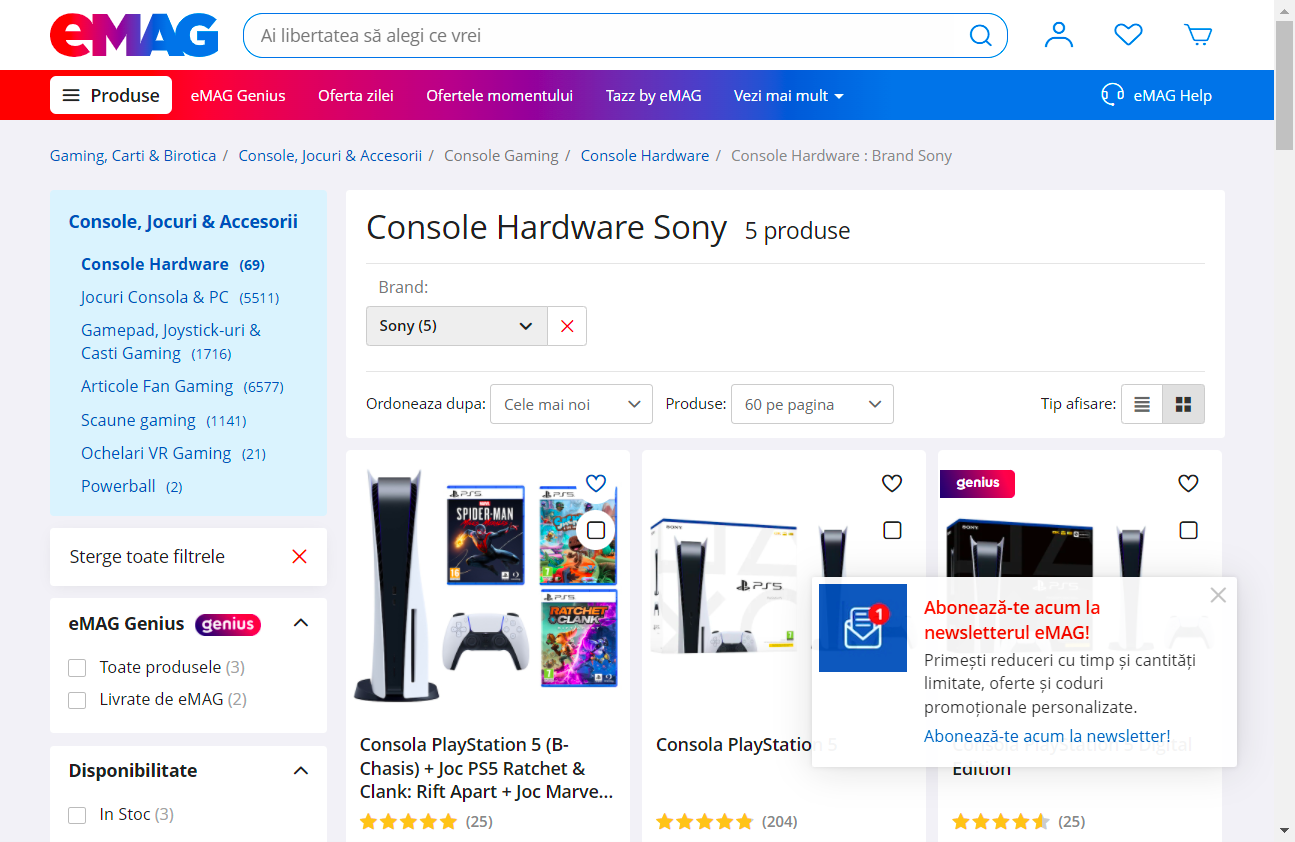 eMAG
Ai libertatea să alegi ce vrei
Produse
eMAG Genius
Oferta zilei
Ofertele momentului
Tazz by eMAG
Vezi mai mult
eMAG Help
Gaming, Carti & Birotica / Console, Jocuri & Accesorii / Console Gaming / Console Hardware / Console Hardware : Brand Sony
Console, Jocuri & Accesorii
Console Hardware (69)
Jocuri Consola & PC (5511)
Gamepad, Joystick-uri &
Casti Gaming (1716)
Articole Fan Gaming (6577)
Scaune gaming (1141)
Ochelari VR Gaming (21)
Powerball (2)
Sterge toate filtrele
eMAG Genius genius
Toate produsele (3)
Livrate de eMAG (2)
Disponibilitate
In Stoc (3)
Console Hardware Sony 5 produse
Brand:
Sony (5)
Ordoneaza dupa: Cele mai noi
Produse: 60 pe pagina
Tip afisare:
PS5
MARVEL
SPIDER-MAN
PS5
PS5
RATCHET
& CLANK
Consola PlayStation 5 (B-
Chasis) + Joc PS5 Ratchet &
Clank: Rift Apart + Joc Marve...
(25)
SONY
PS5
Consola PlayStation 5
(204)
genius
SONY
PS5
Consola PlayStation 5 Digital
Edition
(25)
1
Abonează-te acum la
newsletterul eMAG!
Primești reduceri cu timp și cantități
limitate, oferte și coduri
promoționale personalizate.
Abonează-te acum la newsletter!